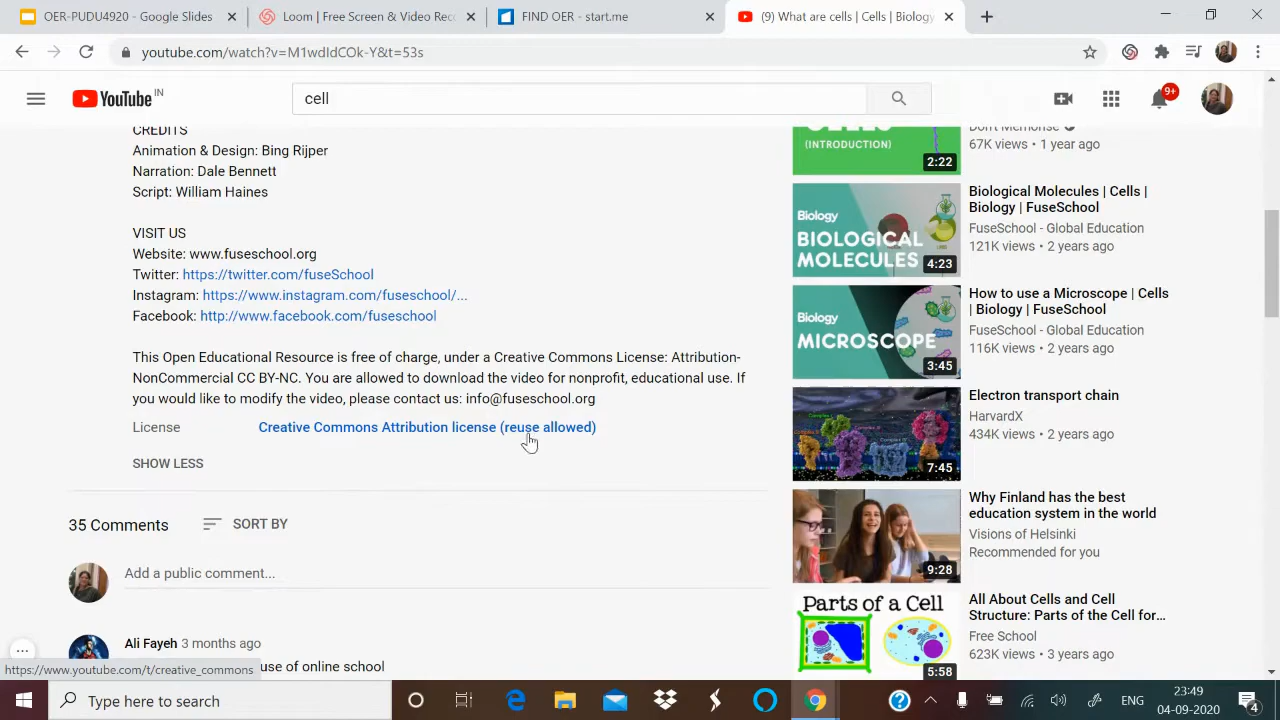 OER-PUDU4920 - Google Slides
Loom | Free Screen & Video Rec
FIND OER - start.me
(9) What are cells | Cells | Biology
youtube.com/watch?v=M1wdIdCOk-Y&t=53s
YouTube IN
cell
9+
CREDITS
Animation & Design: Bing Rijper
Narration: Dale Bennett
Script: William Haines
VISIT US
Website: www.fuseschool.org
Twitter: https://twitter.com/fuseSchool
Instagram: https://www.instagram.com/fuseschool/...
Facebook: http://www.facebook.com/fuseschool
This Open Educational Resource is free of charge, under a Creative Commons License: Attribution-
NonCommercial CC BY-NC. You are allowed to download the video for nonprofit, educational use. If
you would like to modify the video, please contact us: info@fuseschool.org
License Creative Commons Attribution license (reuse allowed)
SHOW LESS
35 Comments SORT BY
Add a public comment...
Ali Fayeh 3 months ago
use of online school
https://www.youtube.com/t/creative_commons
CELLS
(INTRODUCTION)
2:22
Don't Memorise
67K views • 1 year ago
Biology
BIOLOGICAL
MOLECULES
4:23
Biological Molecules | Cells |
Biology | FuseSchool
FuseSchool - Global Education
121K views • 2 years ago
Biology
MICROSCOPE
3:45
How to use a Microscope | Cells
| Biology | FuseSchool
FuseSchool - Global Education
116K views • 2 years ago
7:45
Electron transport chain
HarvardX
434K views • 2 years ago
9:28
Why Finland has the best
education system in the world
Visions of Helsinki
Recommended for you
Parts of a Cell
5:58
All About Cells and Cell
Structure: Parts of the Cell for...
Free School
623K views • 3 years ago
Type here to search
ENG
23:49
04-09-2020
4